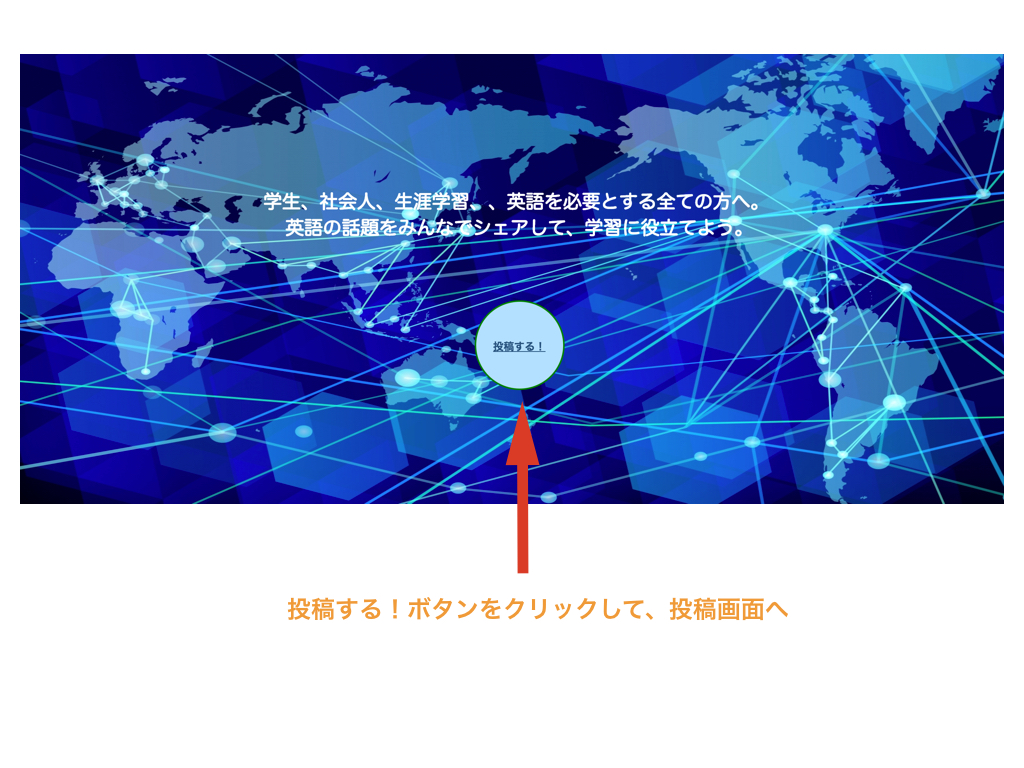 学生、社会人、生涯学習、、英語を必要とする全ての方へ。
英語の話題をみんなでシェアして、学習に役立てよう。
投稿する！
投稿する！ボタンをクリックして、投稿画面へ